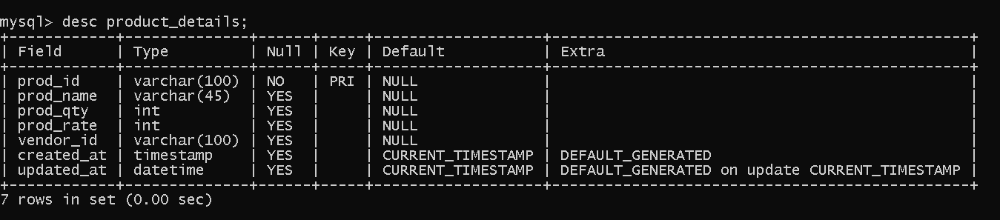 mysql> desc product_details;
+------------+--------------+------+-----+-------------------+-----------------------------------------------+
| Field      | Type         | Null | Key | Default           | Extra                                         |
+------------+--------------+------+-----+-------------------+-----------------------------------------------+
| prod_id    | varchar(100) | NO   | PRI | NULL              |                                               |
| prod_name  | varchar(45)  | YES  |     | NULL              |                                               |
| prod_qty   | int          | YES  |     | NULL              |                                               |
| prod_rate  | int          | YES  |     | NULL              |                                               |
| vendor_id  | varchar(100) | YES  |     | NULL              |                                               |
| created_at | timestamp    | YES  |     | CURRENT_TIMESTAMP | DEFAULT_GENERATED                             |
| updated_at | datetime     | YES  |     | CURRENT_TIMESTAMP | DEFAULT_GENERATED on update CURRENT_TIMESTAMP |
+------------+--------------+------+-----+-------------------+-----------------------------------------------+
7 rows in set (0.00 sec)